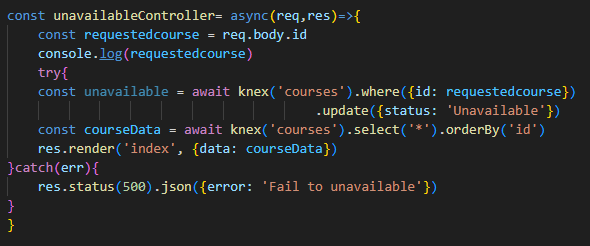 const unavailableController= async(req,res)=>{
    const requestedcourse = req.body.id
    console.log(requestedcourse)
    try{
    const unavailable = await knex('courses').where({id: requestedcourse})
                                    .update({status: 'Unavailable'})
    const courseData = await knex('courses').select('*').orderBy('id')
    res.render('index', {data: courseData})
}catch(err){
    res.status(500).json({error: 'Fail to unavailable'})
}
}